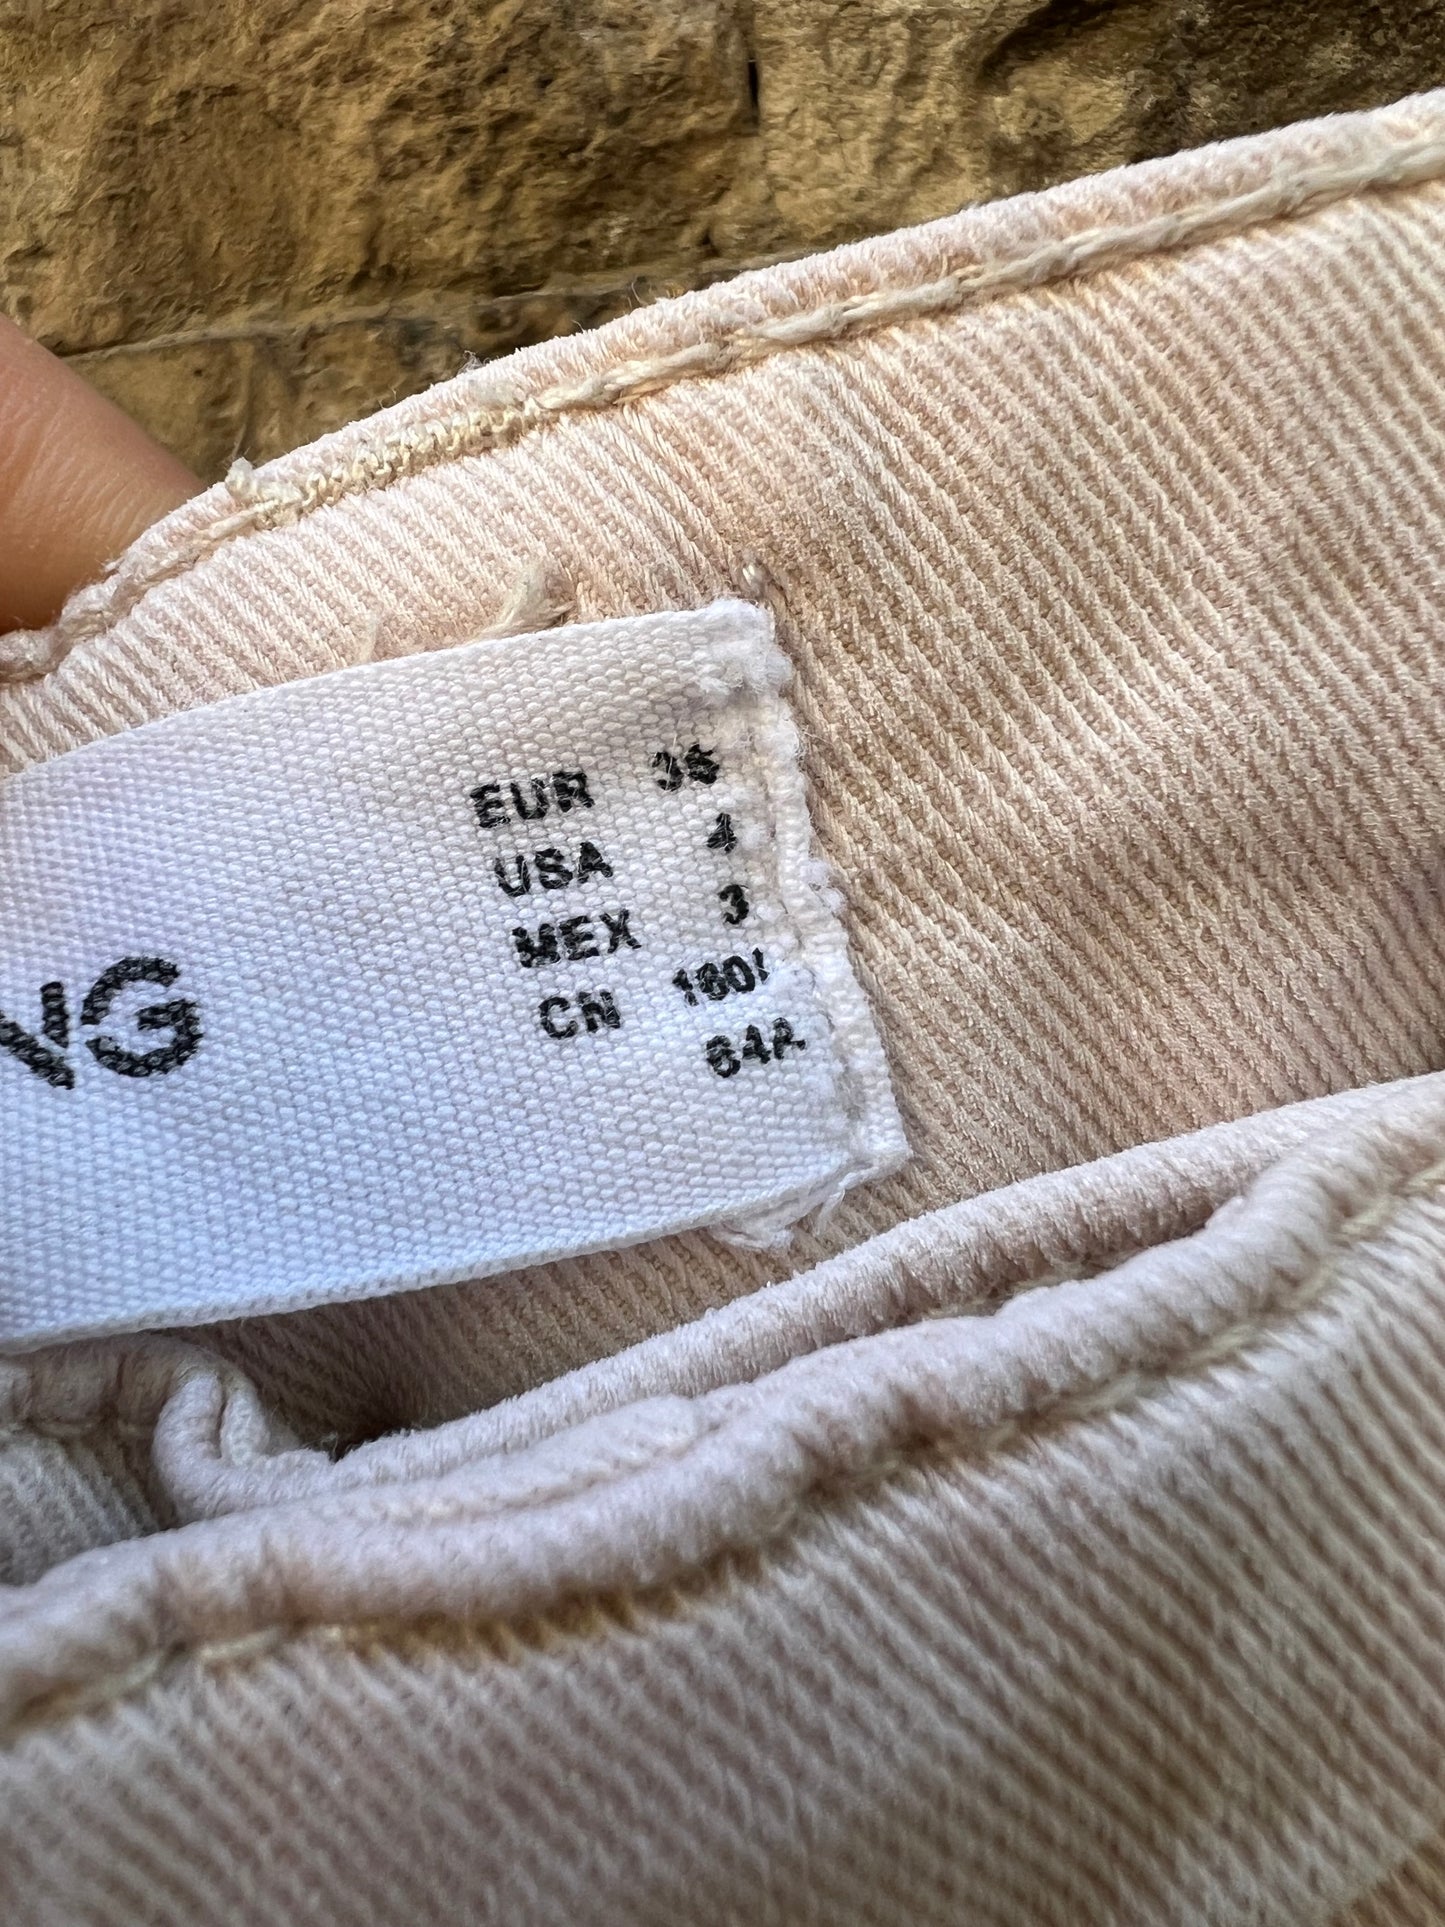 EUR 36
USA 4
MEX 3
CN 160/
64A